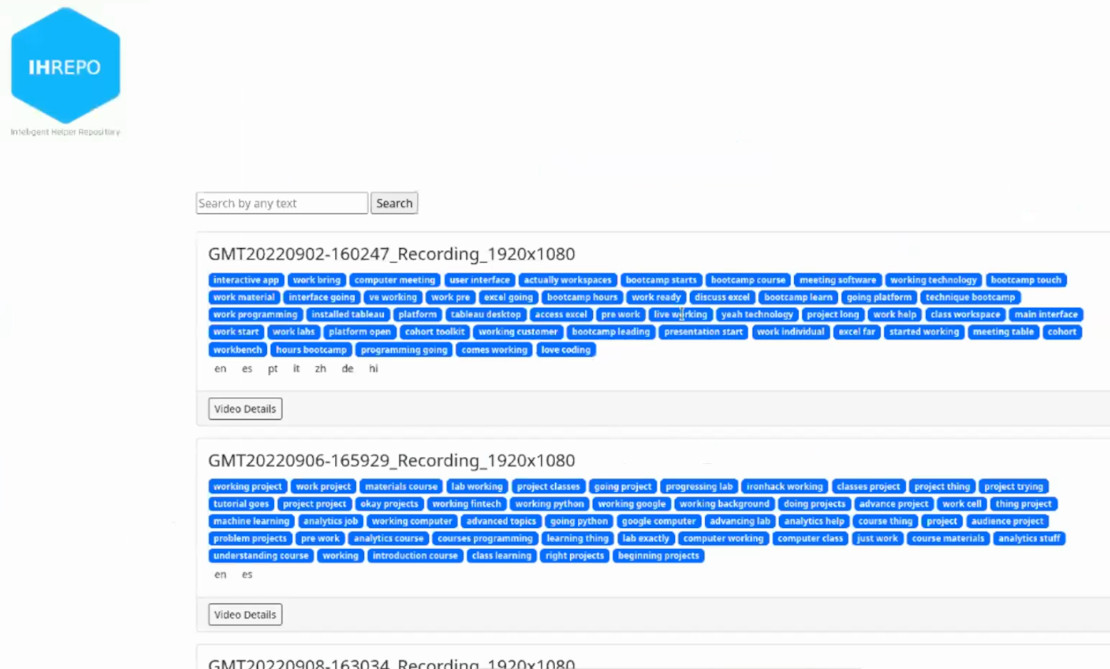 IHREPO
Intelligent Helper Repository
Search by any text Search
GMT20220902-160247_Recording_1920x1080
interactive app work bring computer meeting user interface actually workspaces bootcamp starts bootcamp course meeting software working technology bootcamp touch
work material interface going ve working work pre excel going bootcamp hours work ready discuss excel bootcamp learn going platform technique bootcamp
work programming installed tableau platform tableau desktop access excel pre work live working yeah technology project long work help class workspace main interface
work start work labs platform open cohort toolkit working customer bootcamp leading presentation start work individual excel far started working meeting table cohort
workbench hours bootcamp programming going comes working love coding
en es pt it zh de hi
Video Details
GMT20220906-165929_Recording_1920x1080
working project work project materials course lab working project classes going project progressing lab ironhack working classes project project thing project trying
tutorial goes project project okay projects working fintech working python working google working background doing projects advance project work cell thing project
machine learning analytics job working computer advanced topics going python google computer advancing lab analytics help course thing project audience project
problem projects pre work analytics course courses programming learning thing lab exactly computer working computer class just work course materials analytics stuff
understanding course working introduction course class learning right projects beginning projects
en es
Video Details
GMT20220908-163034_Recording_1920x1080